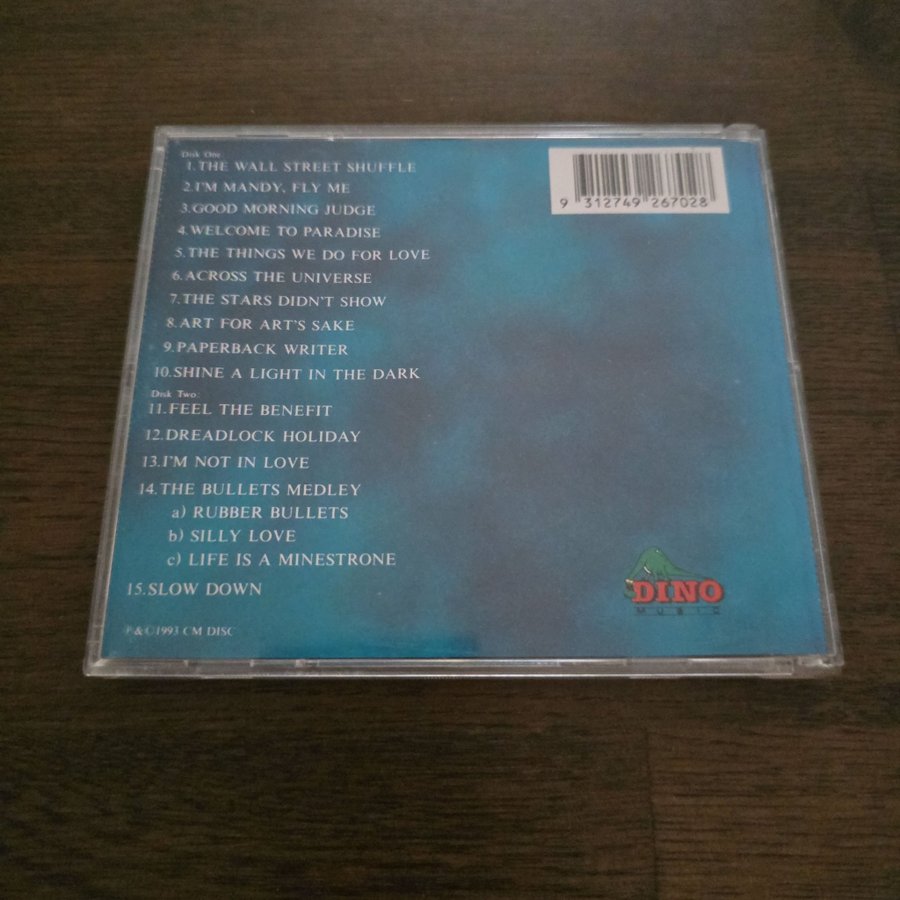 Disk One:
1.THE WALL STREET SHUFFLE
2.I'M MANDY, FLY ME
3.GOOD MORNING JUDGE
4.WELCOME TO PARADISE
5.THE THINGS WE DO FOR LOVE
6.ACROSS THE UNIVERSE
7.THE STARS DIDN'T SHOW
8.ART FOR ART'S SAKE
9.PAPERBACK WRITER
10.SHINE A LIGHT IN THE DARK
Disk Two:
11.FEEL THE BENEFIT
12.DREADLOCK HOLIDAY
13.I'M NOT IN LOVE
14.THE BULLETS MEDLEY
a) RUBBER BULLETS
b) SILLY LOVE
c) LIFE IS A MINESTRONE
15.SLOW DOWN
℗ & © 1993 CM DISC
9 312749 267028
DINO
MUSIC